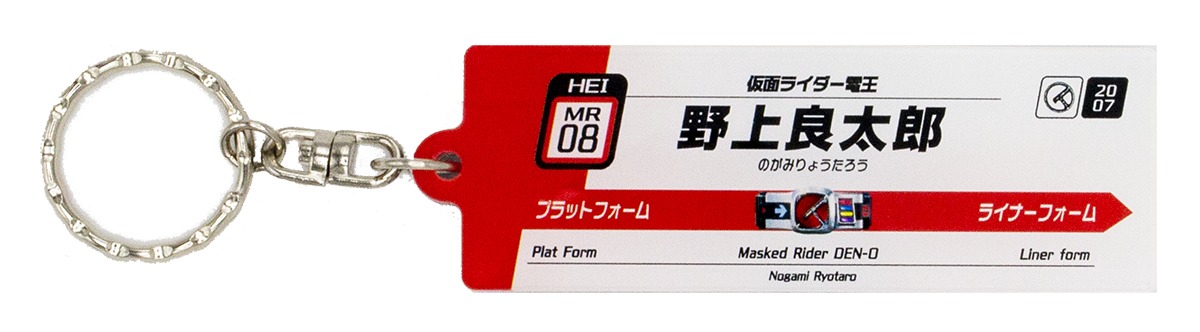 HEI
MR
08
仮面ライダー電王
野上良太郎
のがみりょうたろう
20
07
プラットフォーム
ライナーフォーム
Plat Form
Masked Rider DEN-O
Liner form
Nogami Ryotaro